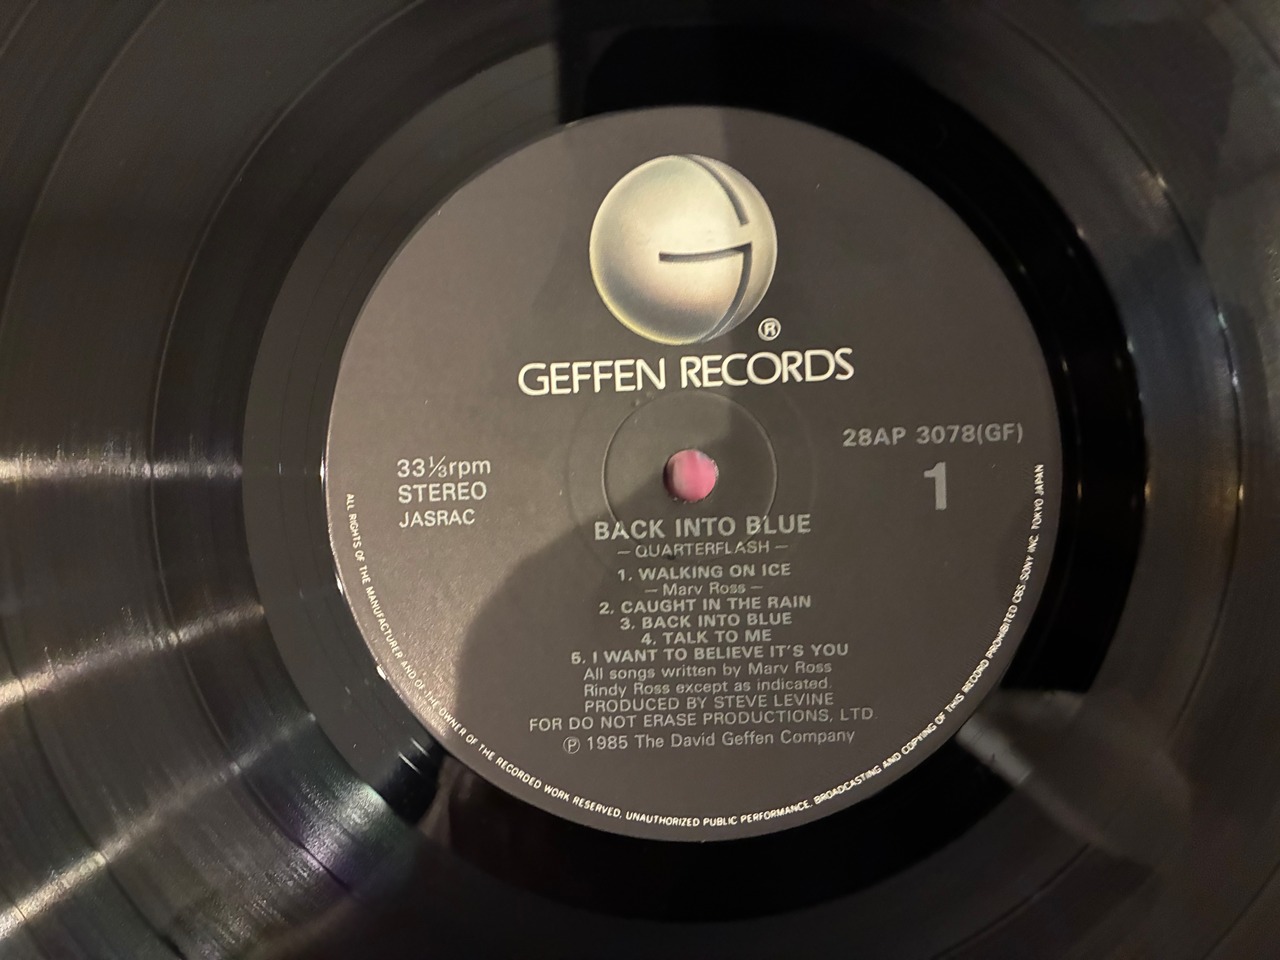 ®
GEFFEN RECORDS
28AP 3078(GF)
1
33⅓rpm
STEREO
JASRAC
BACK INTO BLUE
— QUARTERFLASH —
1. WALKING ON ICE
— Marv Ross —
2. CAUGHT IN THE RAIN
3. BACK INTO BLUE
4. TALK TO ME
5. I WANT TO BELIEVE IT'S YOU
All songs written by Marv Ross
Rindy Ross except as indicated.
PRODUCED BY STEVE LEVINE
FOR DO NOT ERASE PRODUCTIONS, LTD.
℗ 1985 The David Geffen Company
ALL RIGHTS OF THE MANUFACTURER AND OF THE OWNER OF THE RECORDED WORK RESERVED. UNAUTHORIZED PUBLIC PERFORMANCE. BROADCASTING AND COPYING OF THIS RECORD PROHIBITED CBS/SONY INC. TOKYO JAPAN